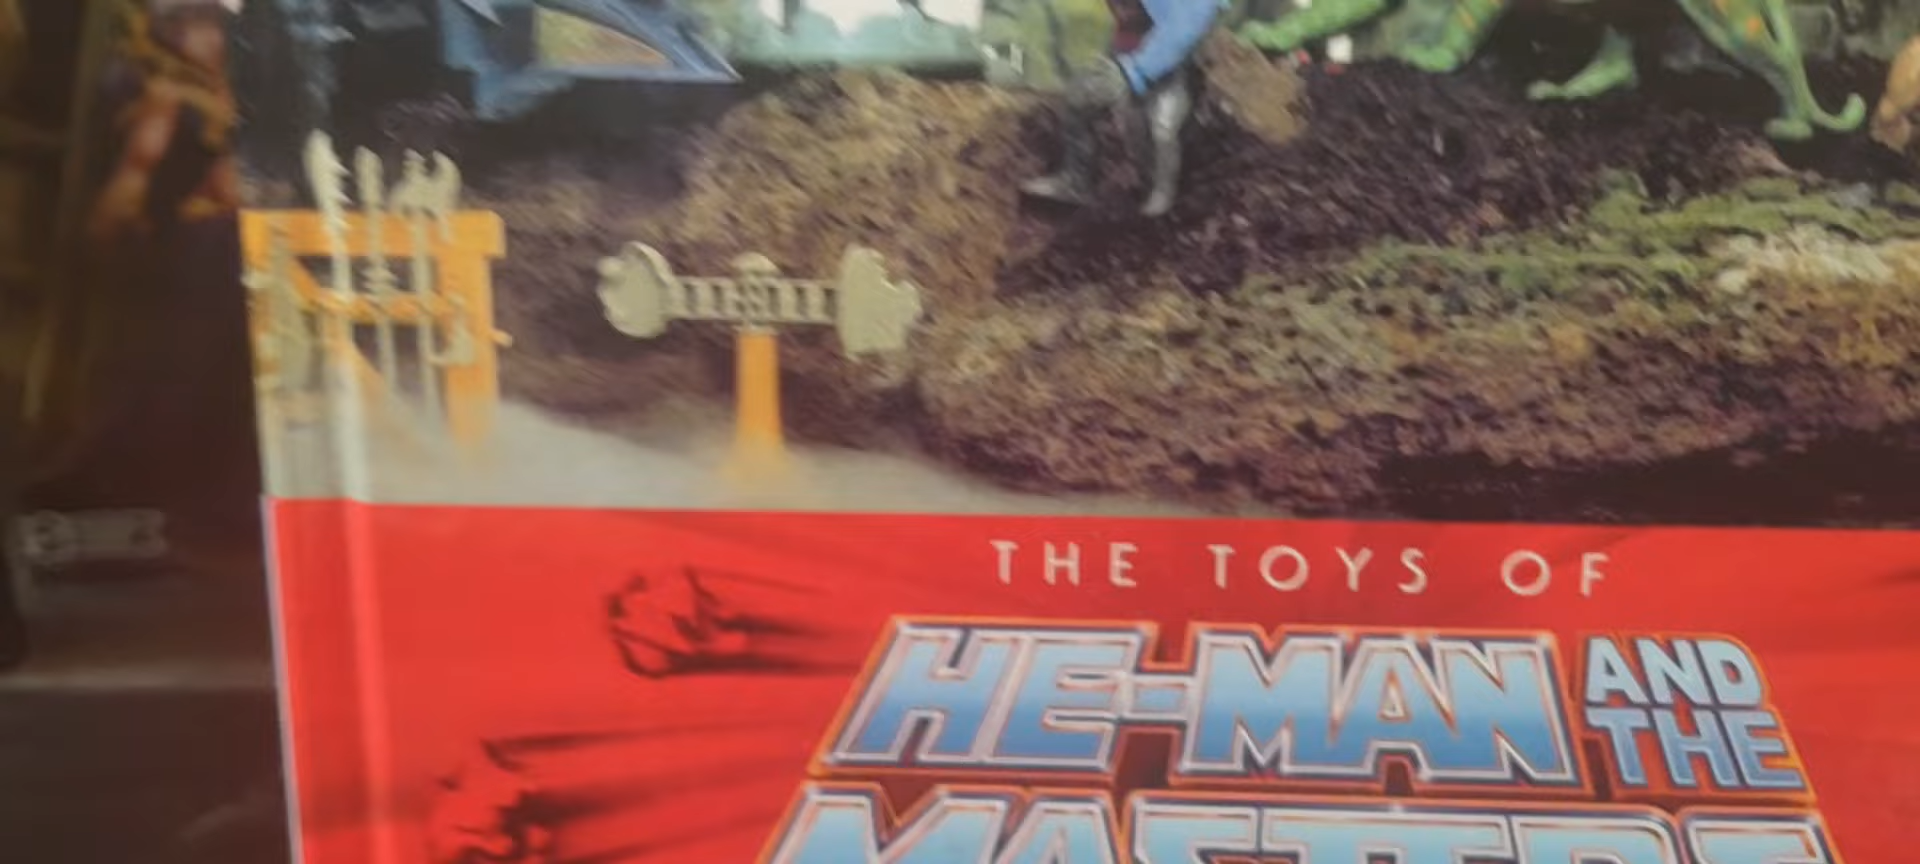 THE TOYS OF
HE-MAN AND THE
MASTERS